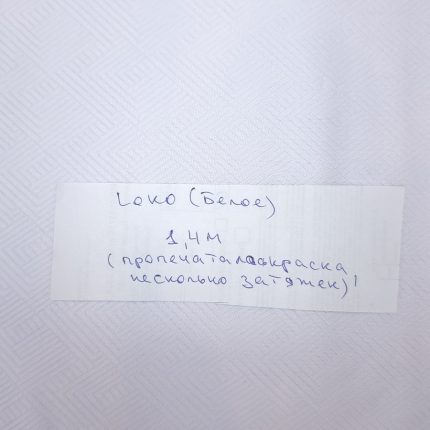 Loko (Белое)
1,4м
(пропечаталась краска
несколько затяжек)